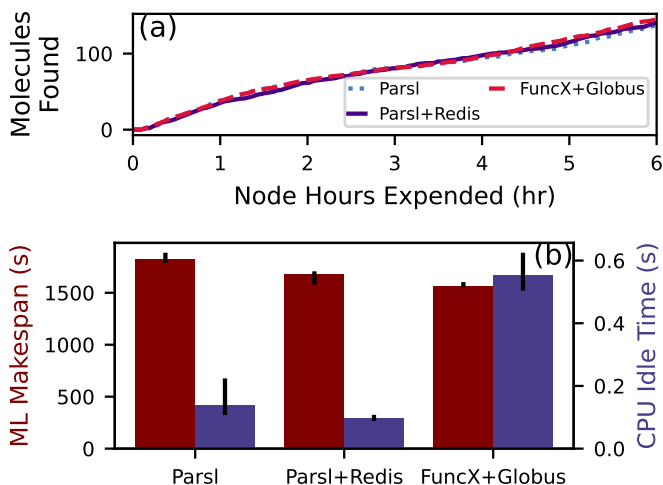 (a)
Molecules
Found
100
0
Parsl
Parsl+Redis
FuncX+Globus
0 1 2 3 4 5 6
Node Hours Expended (hr)
(b)
ML Makespan (s)
1500
1000
500
0
CPU Idle Time (s)
0.6
0.4
0.2
0.0
Parsl Parsl+Redis FuncX+Globus